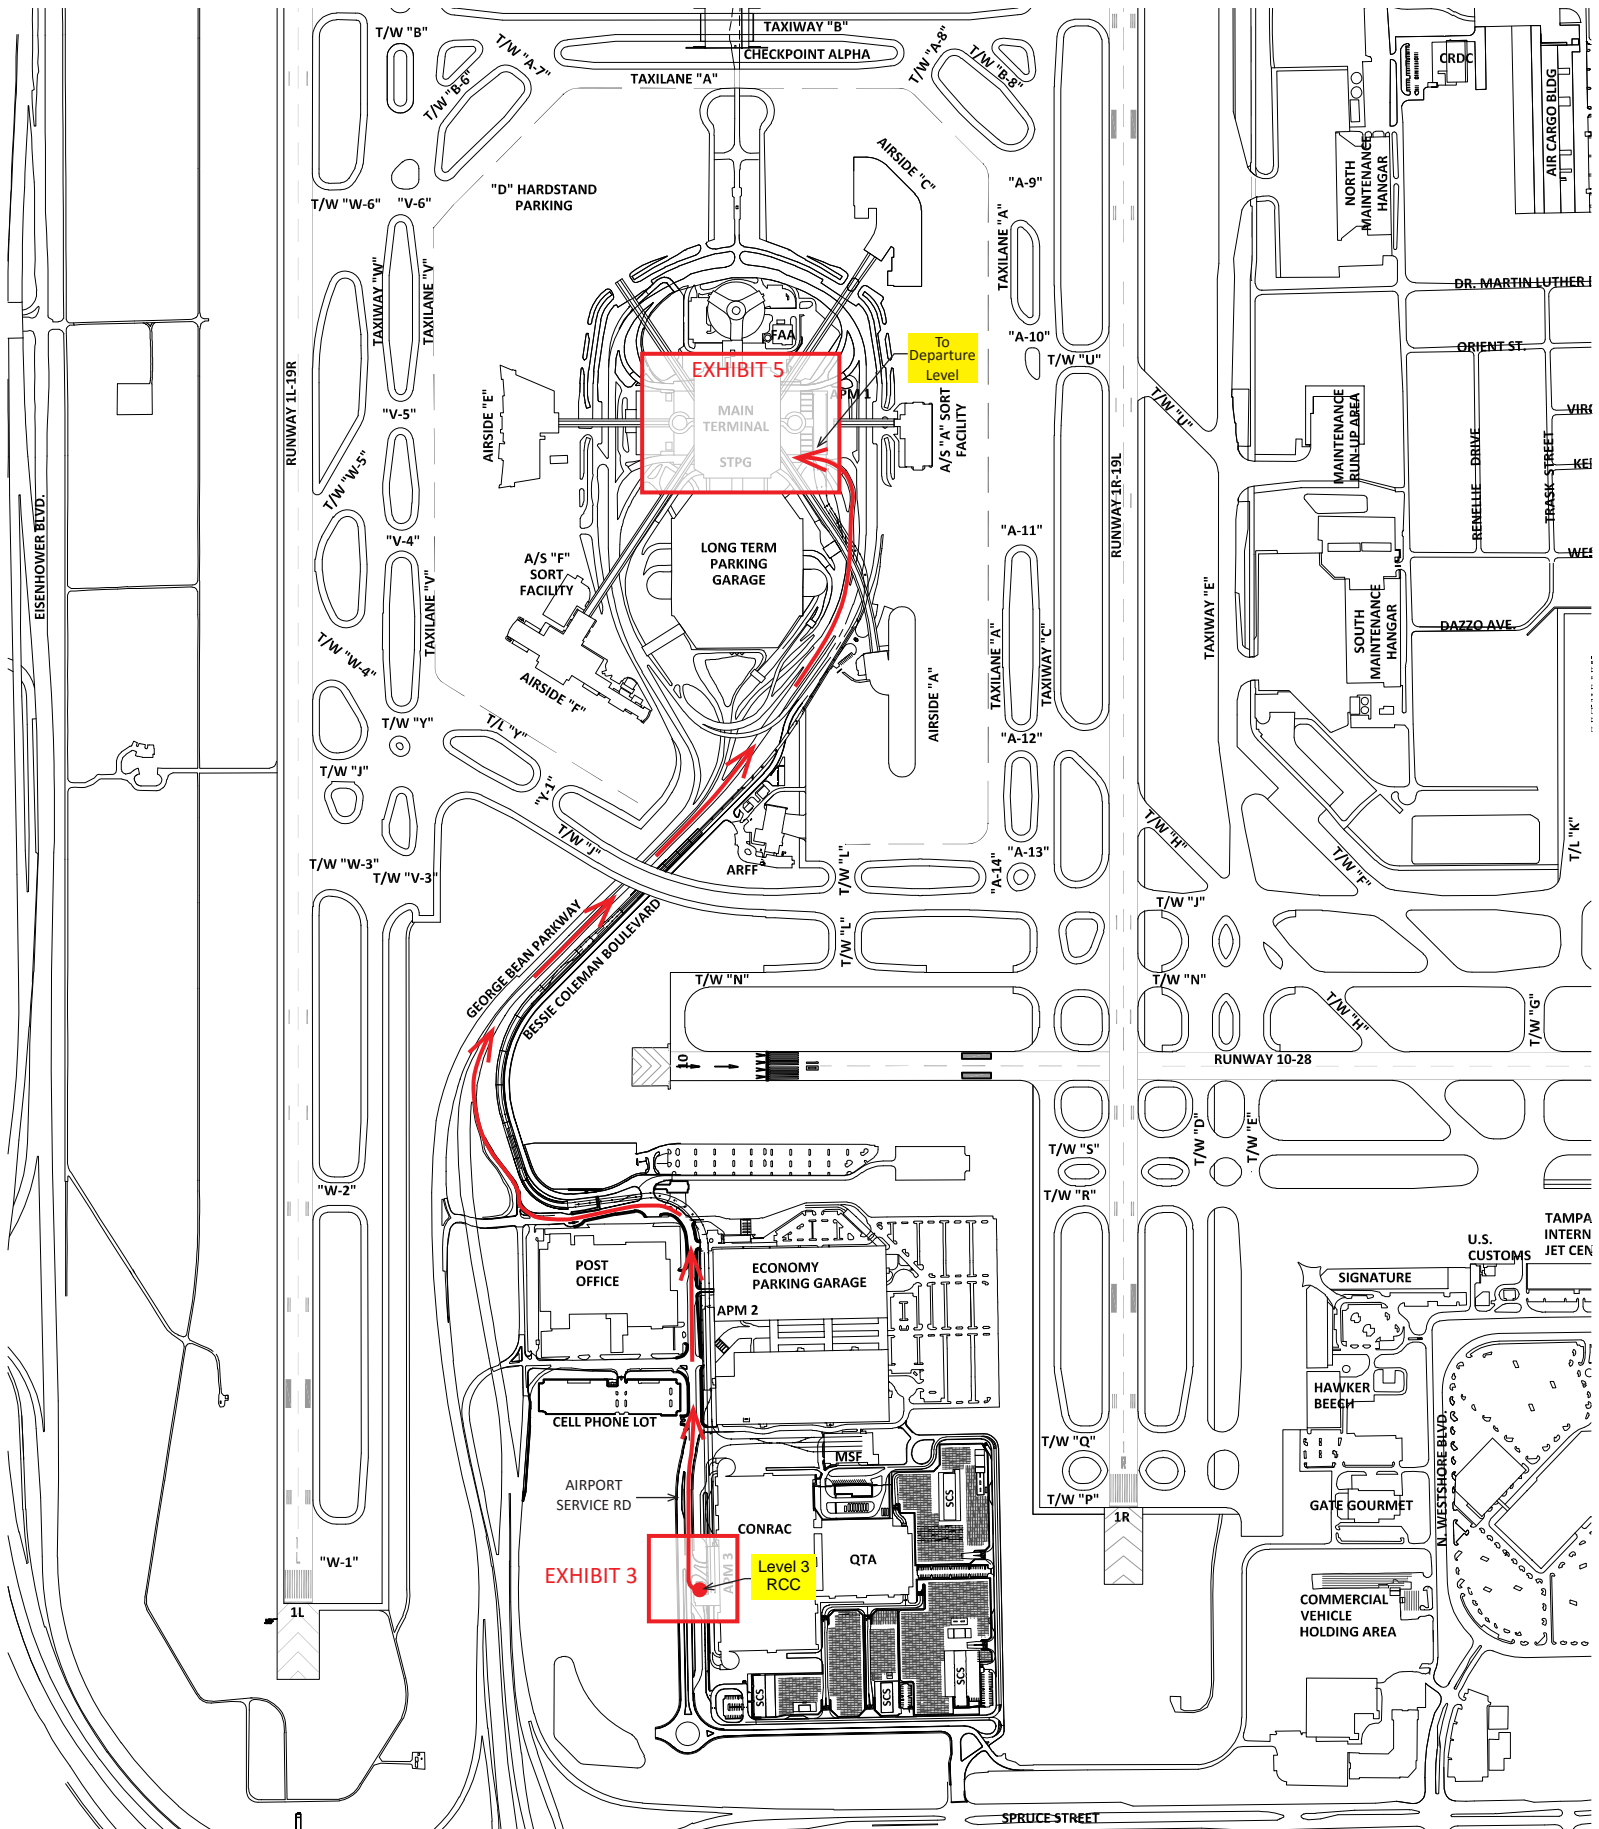 TAXIWAY "B"
T/W "B"
CHECKPOINT ALPHA
TAXILANE "A"
T/W "B-6"
T/W "A-7"
T/W "A-8"
T/W "B-8"
CRDC
AIR CARGO BLDG
AIRSIDE "C"
NORTH
MAINTENANCE
HANGAR
"D" HARDSTAND
PARKING
T/W "W-6"
"V-6"
"A-9"
TAXIWAY "W"
TAXILANE "V"
TAXILANE "A"
DR. MARTIN LUTHER
FAA
To
Departure
Level
"A-10"
T/W "U"
ORIENT ST.
EXHIBIT 5
RUNWAY 1L-19R
AIRSIDE "E"
APM 1
MAIN
TERMINAL
STPG
A/S "A" SORT
FACILITY
T/W "U"
MAINTENANCE
RUN-UP AREA
RENELLIE DRIVE
TRASK STREET
"V-5"
T/W "W-5"
RUNWAY 1R-19L
EISENHOWER BLVD.
"V-4"
"A-11"
LONG TERM
PARKING
GARAGE
A/S "F"
SORT
FACILITY
TAXILANE "V"
T/W "W-4"
AIRSIDE "F"
AIRSIDE "A"
TAXILANE "A"
TAXIWAY "C"
TAXIWAY "E"
SOUTH
MAINTENANCE
HANGAR
DAZZO AVE.
T/W "Y"
T/L "Y"
"A-12"
T/W "J"
"Y-1"
T/W "J"
T/W "H"
T/W "F"
T/L "K"
T/W "W-3"
T/W "V-3"
ARFF
T/W "L"
"A-14"
"A-13"
T/W "J"
GEORGE BEAN PARKWAY
BESSIE COLEMAN BOULEVARD
T/W "L"
T/W "N"
T/W "N"
T/W "H"
T/W "G"
10
RUNWAY 10-28
T/W "S"
T/W "D"
T/W "E"
T/W "R"
"W-2"
TAMPA
INTERN
JET CEN
U.S.
CUSTOMS
SIGNATURE
POST
OFFICE
ECONOMY
PARKING GARAGE
APM 2
HAWKER
BEECH
N. WESTSHORE BLVD.
CELL PHONE LOT
T/W "Q"
MSF
AIRPORT
SERVICE RD
SCS
T/W "P"
GATE GOURMET
1R
CONRAC
QTA
"W-1"
EXHIBIT 3
APM 3
Level 3
RCC
1L
COMMERCIAL
VEHICLE
HOLDING AREA
SCS
SCS
SCS
SPRUCE STREET